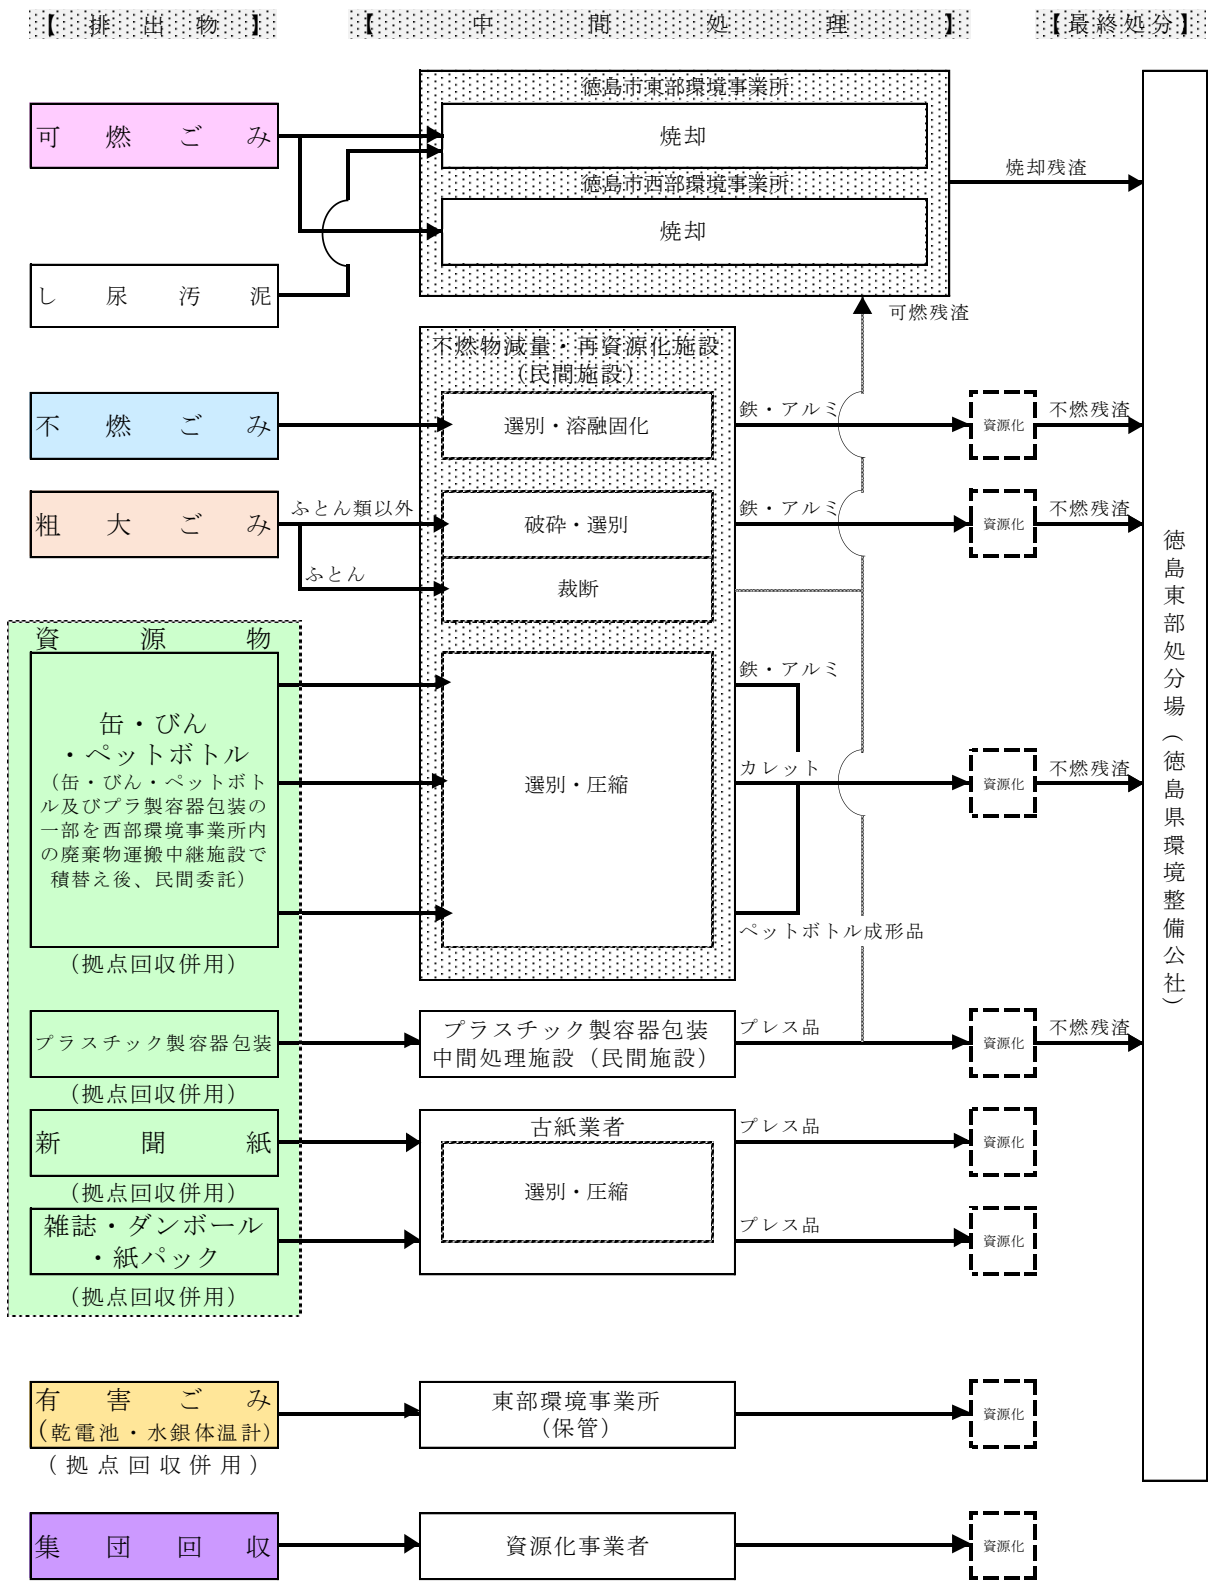 【排出物】
【中間処理】
【最終処分】
徳島市東部環境事業所
可燃ごみ
焼却
焼却残渣
徳島市西部環境事業所
焼却
し尿汚泥
可燃残渣
不燃物減量・再資源化施設
（民間施設）
不燃ごみ
選別・溶融固化
鉄・アルミ
資源化
不燃残渣
粗大ごみ
ふとん類以外
破砕・選別
鉄・アルミ
資源化
不燃残渣
ふとん
裁断
資源物
缶・びん
・ペットボトル
（缶・びん・ペットボト
ル及びプラ製容器包装の
一部を西部環境事業所内
の廃棄物運搬中継施設で
積替え後、民間委託）
（拠点回収併用）
選別・圧縮
鉄・アルミ
カレット
ペットボトル成形品
資源化
不燃残渣
プラスチック製容器包装
（拠点回収併用）
プラスチック製容器包装
中間処理施設（民間施設）
プレス品
資源化
不燃残渣
新聞紙
（拠点回収併用）
古紙業者
選別・圧縮
プレス品
資源化
雑誌・ダンボール
・紙パック
（拠点回収併用）
プレス品
資源化
有害ごみ
(乾電池・水銀体温計)
（拠点回収併用）
東部環境事業所
（保管）
資源化
集団回収
資源化事業者
資源化
徳島東部処分場（徳島県環境整備公社）